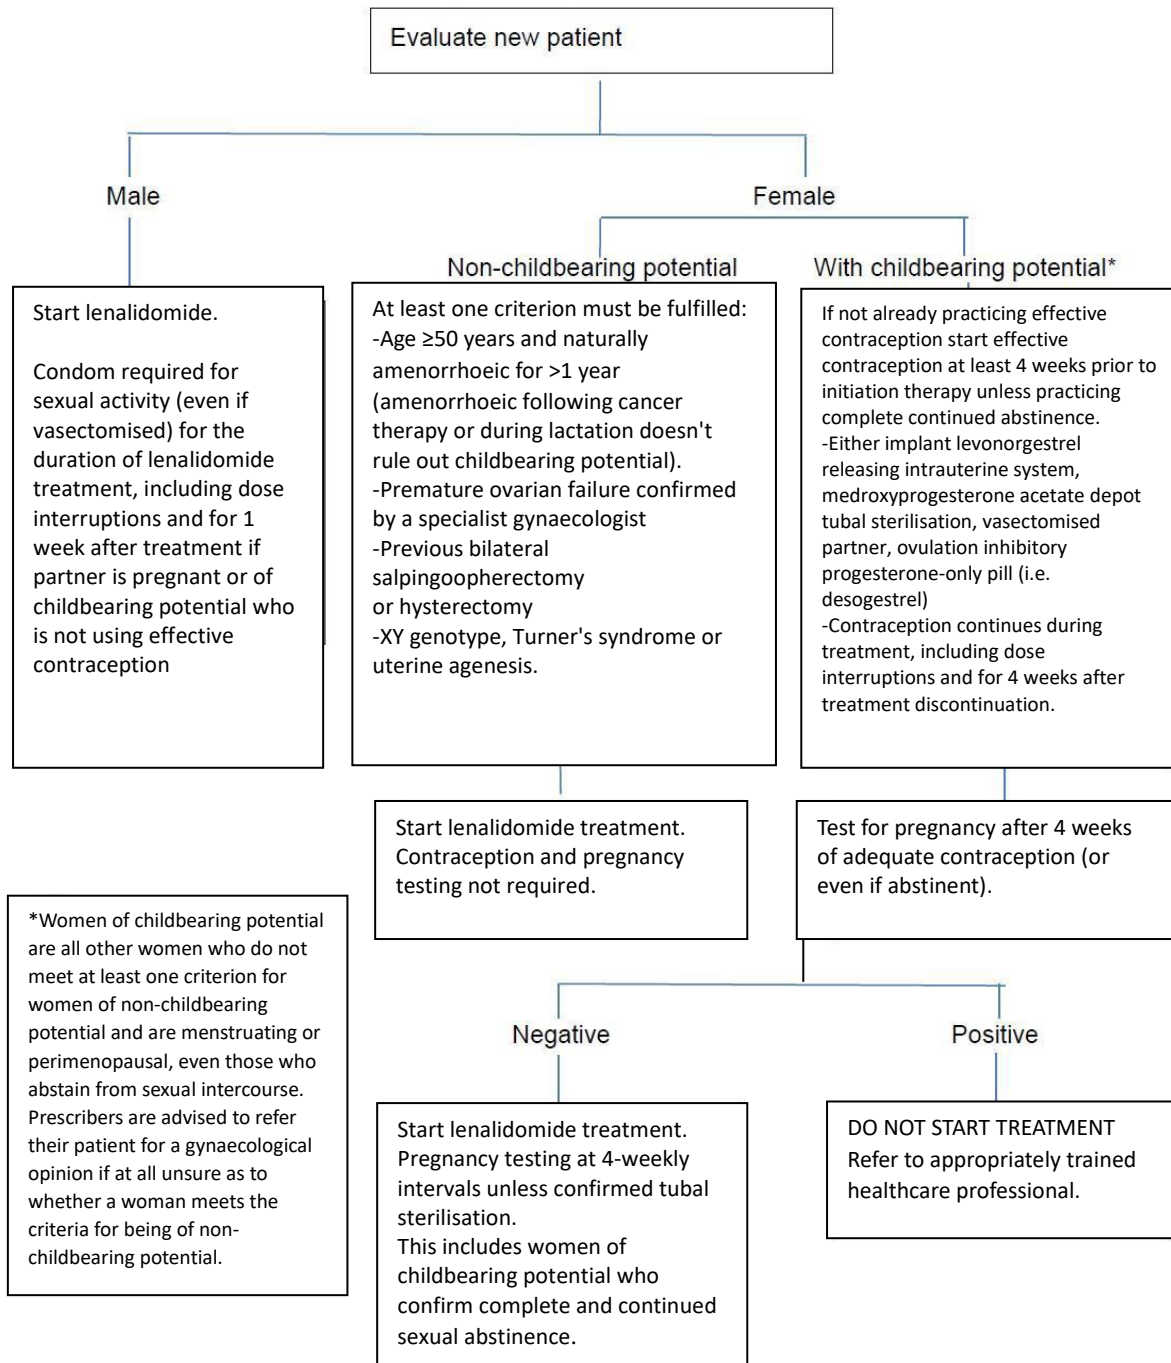 Evaluate new patient
Male
Female
Non-childbearing potential
With childbearing potential*
Start lenalidomide.
Condom required for
sexual activity (even if
vasectomised) for the
duration of lenalidomide
treatment, including dose
interruptions and for 1
week after treatment if
partner is pregnant or of
childbearing potential who
is not using effective
contraception
At least one criterion must be fulfilled:
-Age ≥50 years and naturally
amenorrhoeic for >1 year
(amenorrhoeic following cancer
therapy or during lactation doesn't
rule out childbearing potential).
-Premature ovarian failure confirmed
by a specialist gynaecologist
-Previous bilateral
salpingoopherectomy
or hysterectomy
-XY genotype, Turner's syndrome or
uterine agenesis.
If not already practicing effective
contraception start effective
contraception at least 4 weeks prior to
initiation therapy unless practicing
complete continued abstinence.
-Either implant levonorgestrel
releasing intrauterine system,
medroxyprogesterone acetate depot
tubal sterilisation, vasectomised
partner, ovulation inhibitory
progesterone-only pill (i.e.
desogestrel)
-Contraception continues during
treatment, including dose
interruptions and for 4 weeks after
treatment discontinuation.
Start lenalidomide treatment.
Contraception and pregnancy
testing not required.
Test for pregnancy after 4 weeks
of adequate contraception (or
even if abstinent).
*Women of childbearing potential
are all other women who do not
meet at least one criterion for
women of non-childbearing
potential and are menstruating or
perimenopausal, even those who
abstain from sexual intercourse.
Prescribers are advised to refer
their patient for a gynaecological
opinion if at all unsure as to
whether a woman meets the
criteria for being of non-
childbearing potential.
Negative
Positive
Start lenalidomide treatment.
Pregnancy testing at 4-weekly
intervals unless confirmed tubal
sterilisation.
This includes women of
childbearing potential who
confirm complete and continued
sexual abstinence.
DO NOT START TREATMENT
Refer to appropriately trained
healthcare professional.